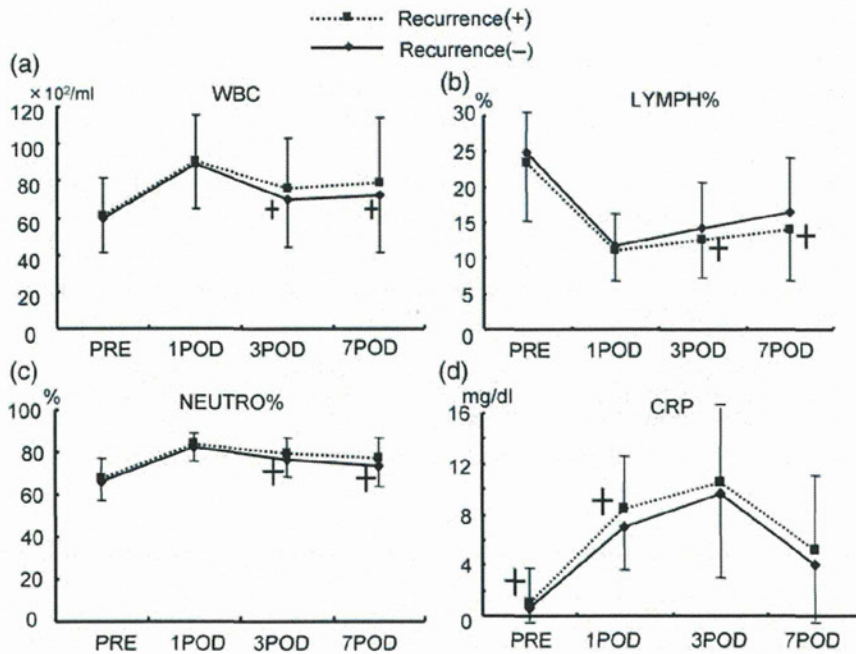 Recurrence(+)
Recurrence(−)
(a)
×10²/ml
WBC
120
100
80
60
40
20
0
PRE 1POD 3POD 7POD
(b)
%
LYMPH%
30
25
20
15
10
5
0
PRE 1POD 3POD 7POD
(c)
%
NEUTRO%
100
80
60
40
20
0
PRE 1POD 3POD 7POD
(d)
mg/dl
CRP
16
12
8
4
0
PRE 1POD 3POD 7POD